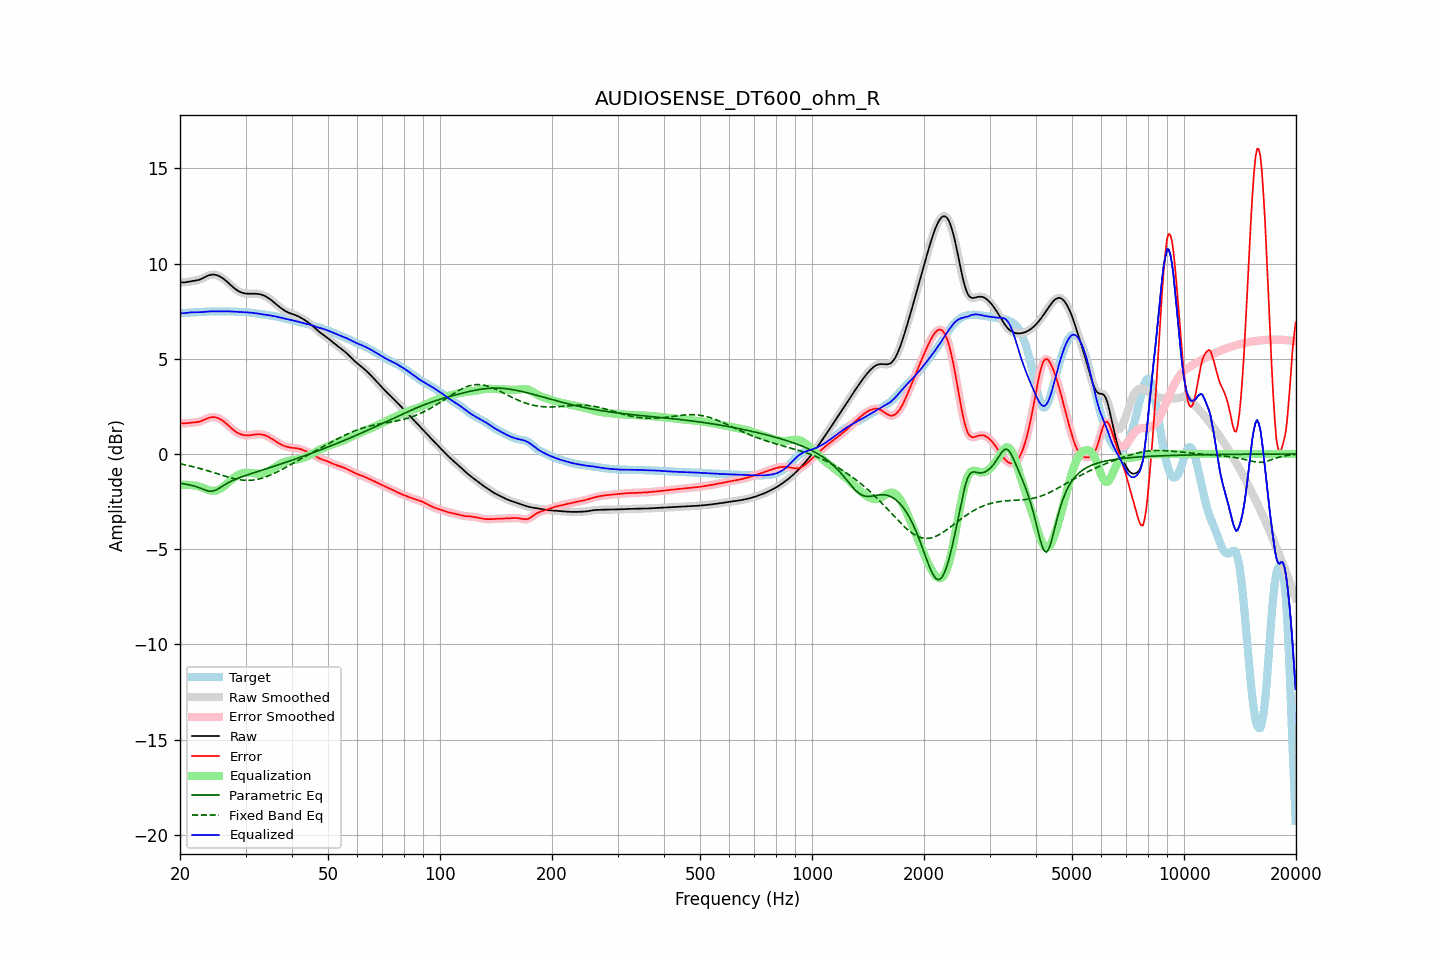 AUDIOSENSE_DT600_ohm_R
Amplitude (dBr)
15
10
5
0
−5
−10
−15
−20
Target
Raw Smoothed
Error Smoothed
Raw
Error
Equalization
Parametric Eq
Fixed Band Eq
Equalized
20 50 100 200 500 1000 2000 5000 10000 20000
Frequency (Hz)